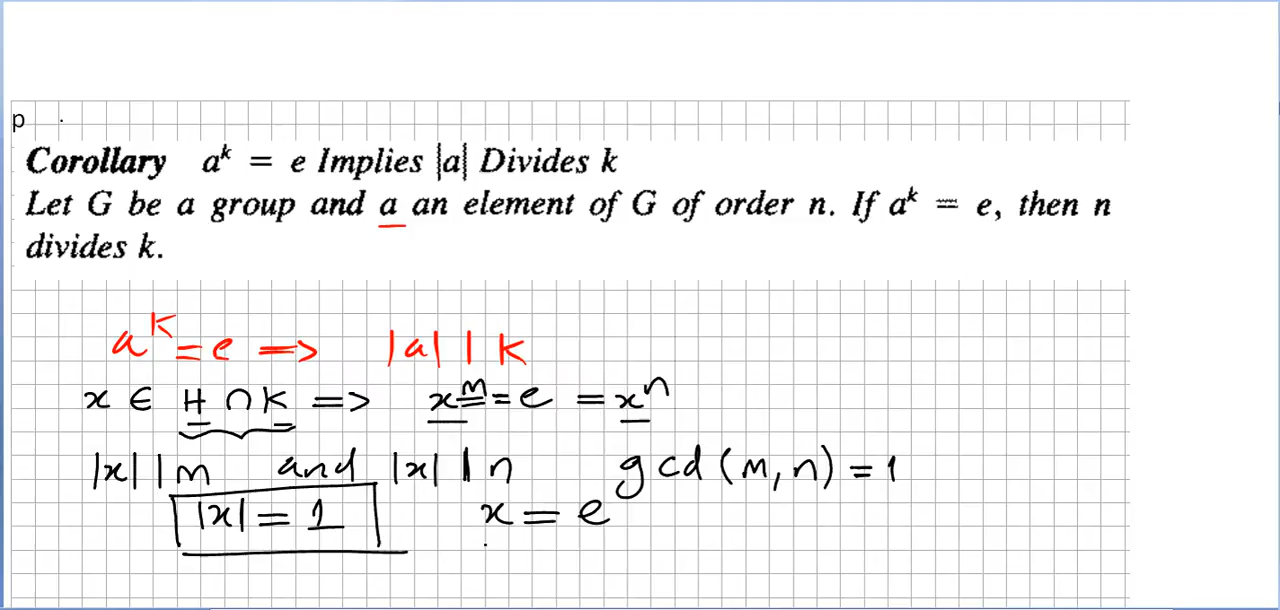 p
Corollary a^k = e Implies |a| Divides k
Let G be a group and a an element of G of order n. If a^k = e, then n
divides k.
a^k = e => |a| | k
x ∈ H ∩ K => x^m = e = x^n
|x| | m and |x| | n gcd(m,n) = 1
|x| = 1 x = e